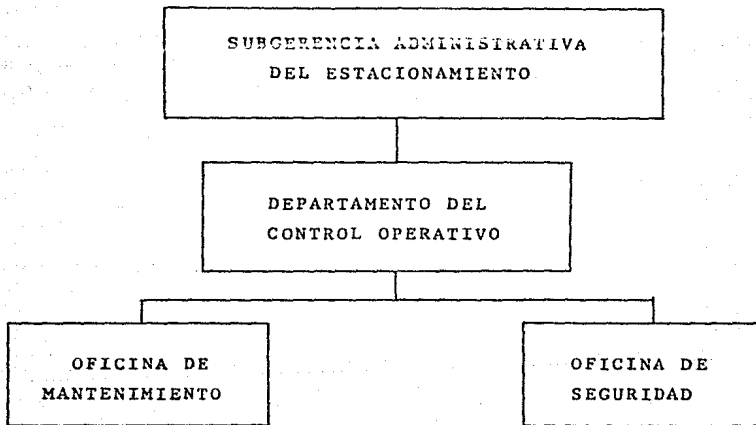 SUBGERENCIA ADMINISTRATIVA
DEL ESTACIONAMIENTO
DEPARTAMENTO DEL
CONTROL OPERATIVO
OFICINA DE
MANTENIMIENTO
OFICINA DE
SEGURIDAD